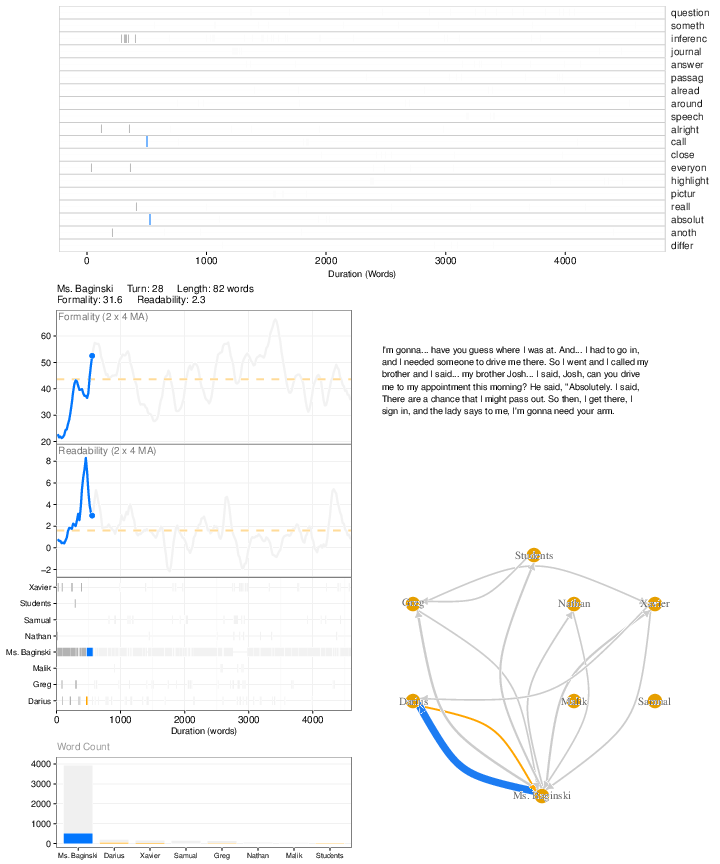 question
someth
inferenc
journal
answer
passag
alread
around
speech
alright
call
close
everyon
highlight
pictur
reall
absolut
anoth
differ
0 1000 2000 3000 4000
Duration (Words)
Ms. Baginski Turn: 28 Length: 82 words
Formality: 31.6 Readability: 2.3
Formality (2 x 4 MA)
60
50
40
30
20
Readability (2 x 4 MA)
8
6
4
2
0
−2
Xavier
Students
Samual
Nathan
Ms. Baginski
Malik
Greg
Darius
0 1000 2000 3000 4000
Duration (words)
Word Count
4000
3000
2000
1000
0
Ms. Baginski Darius Xavier Samual Greg Nathan Malik Students
I'm gonna... have you guess where I was at. And... I had to go in,
and I needed someone to drive me there. So I went and I called my
brother and I said... my brother Josh... I said, Josh, can you drive
me to my appointment this morning? He said, "Absolutely. I said,
There are a chance that I might pass out. So then, I get there, I
sign in, and the lady says to me, I'm gonna need your arm.
Students
Greg Nathan Xavier
Darius Malik Samual
Ms. Baginski